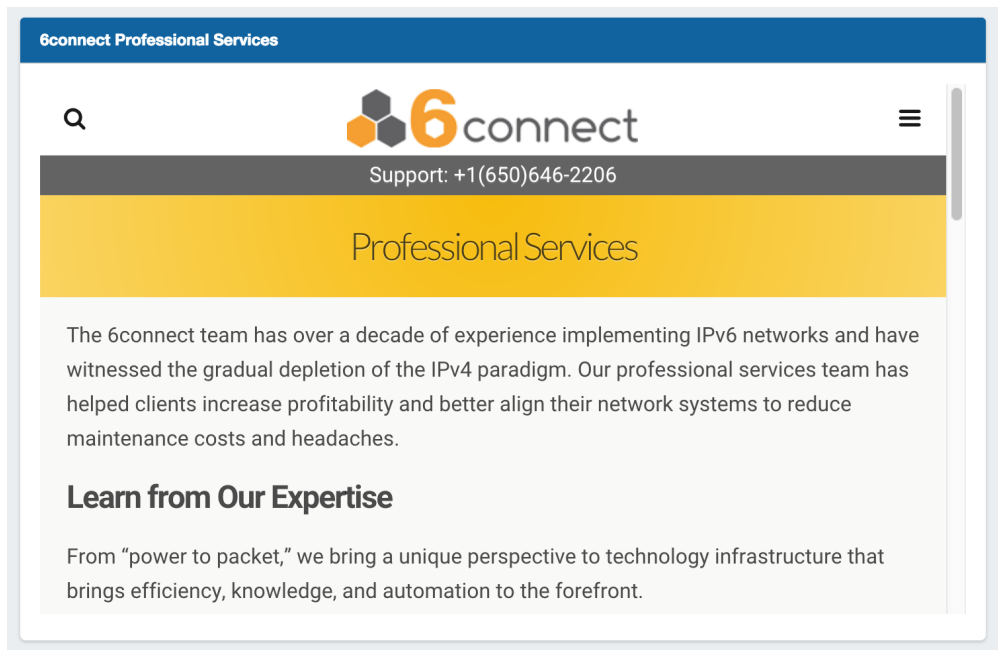 6connect Professional Services
6connect
Support: +1(650)646-2206
Professional Services
The 6connect team has over a decade of experience implementing IPv6 networks and have
witnessed the gradual depletion of the IPv4 paradigm. Our professional services team has
helped clients increase profitability and better align their network systems to reduce
maintenance costs and headaches.
Learn from Our Expertise
From “power to packet,” we bring a unique perspective to technology infrastructure that
brings efficiency, knowledge, and automation to the forefront.